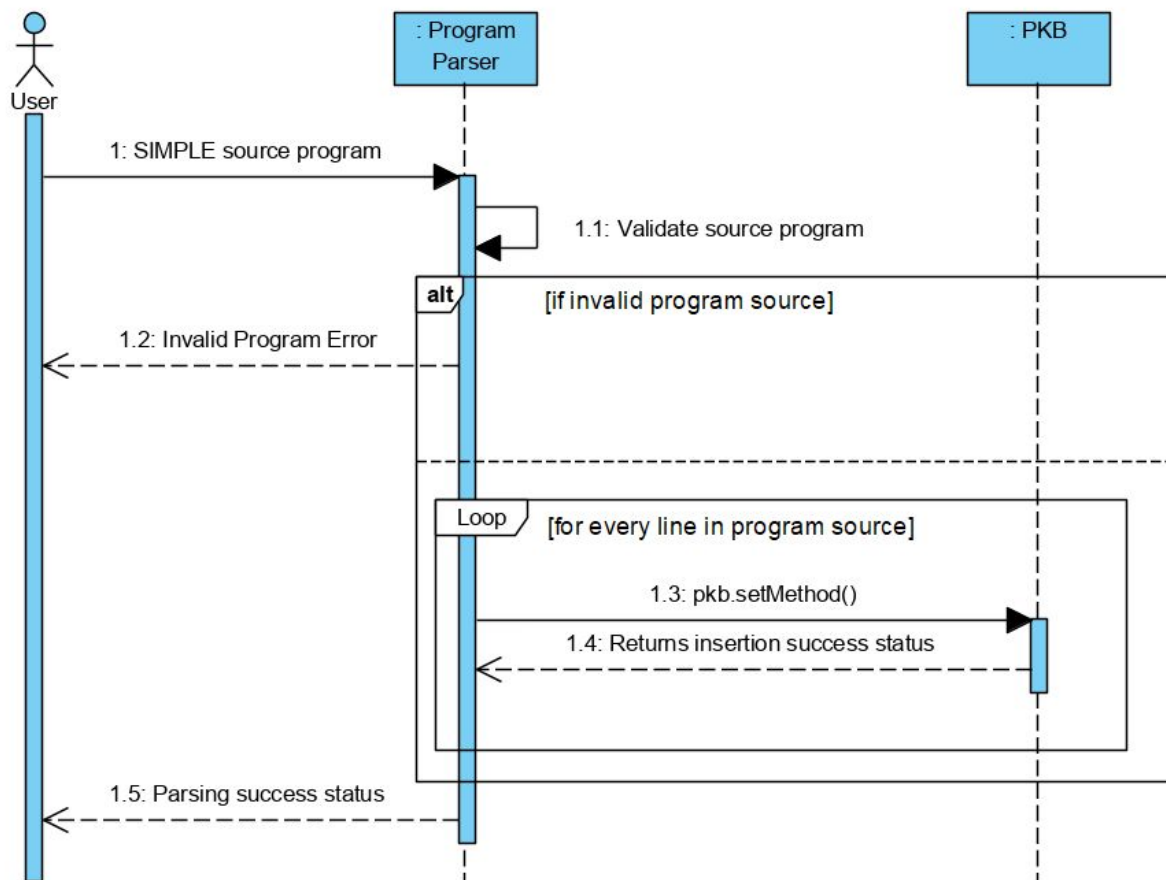 : Program
Parser
: PKB
User
1: SIMPLE source program
1.1: Validate source program
alt
[if invalid program source]
1.2: Invalid Program Error
Loop
[for every line in program source]
1.3: pkb.setMethod()
1.4: Returns insertion success status
1.5: Parsing success status